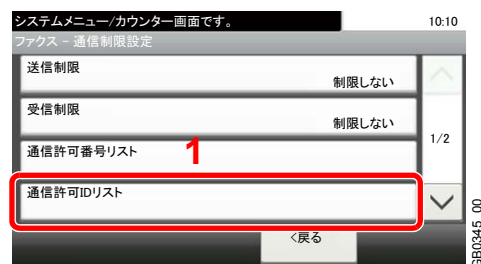 システムメニュー/カウンター画面です。 10:10
ファクス - 通信制限設定
送信制限
制限しない
受信制限
制限しない
1/2
通信許可番号リスト 1
通信許可IDリスト
<戻る
GB0345_00